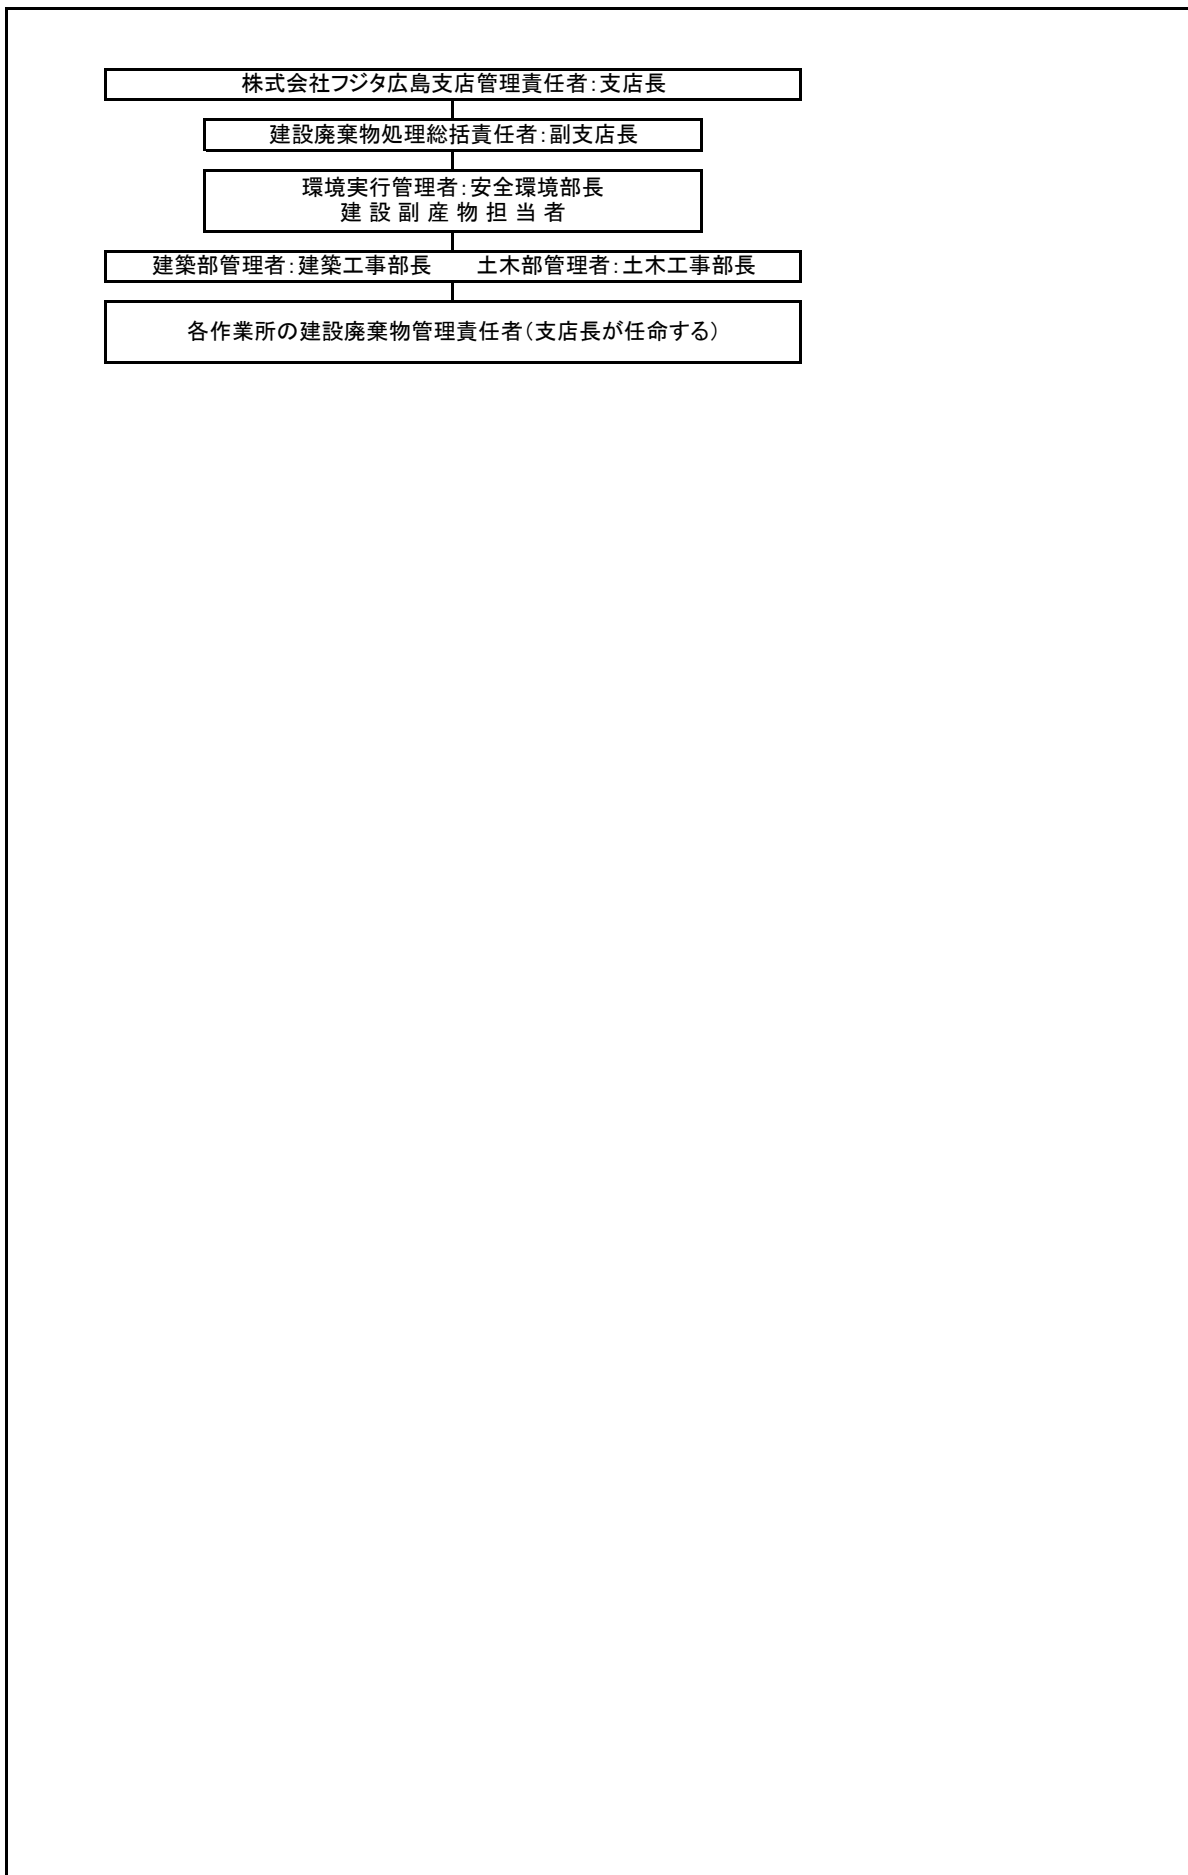 株式会社フジタ広島支店管理責任者：支店長
建設廃棄物処理総括責任者：副支店長
環境実行管理者：安全環境部長
建設副産物担当者
建築部管理者：建築工事部長　　土木部管理者：土木工事部長
各作業所の建設廃棄物管理責任者（支店長が任命する）